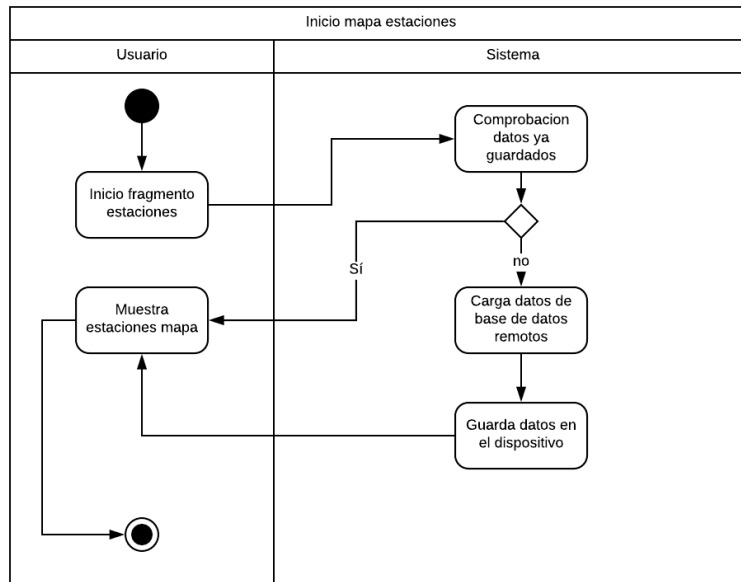 Inicio mapa estaciones
Usuario
Sistema
Comprobacion
datos ya
guardados
Inicio fragmento
estaciones
Sí
no
Muestra
estaciones mapa
Carga datos de
base de datos
remotos
Guarda datos en
el dispositivo